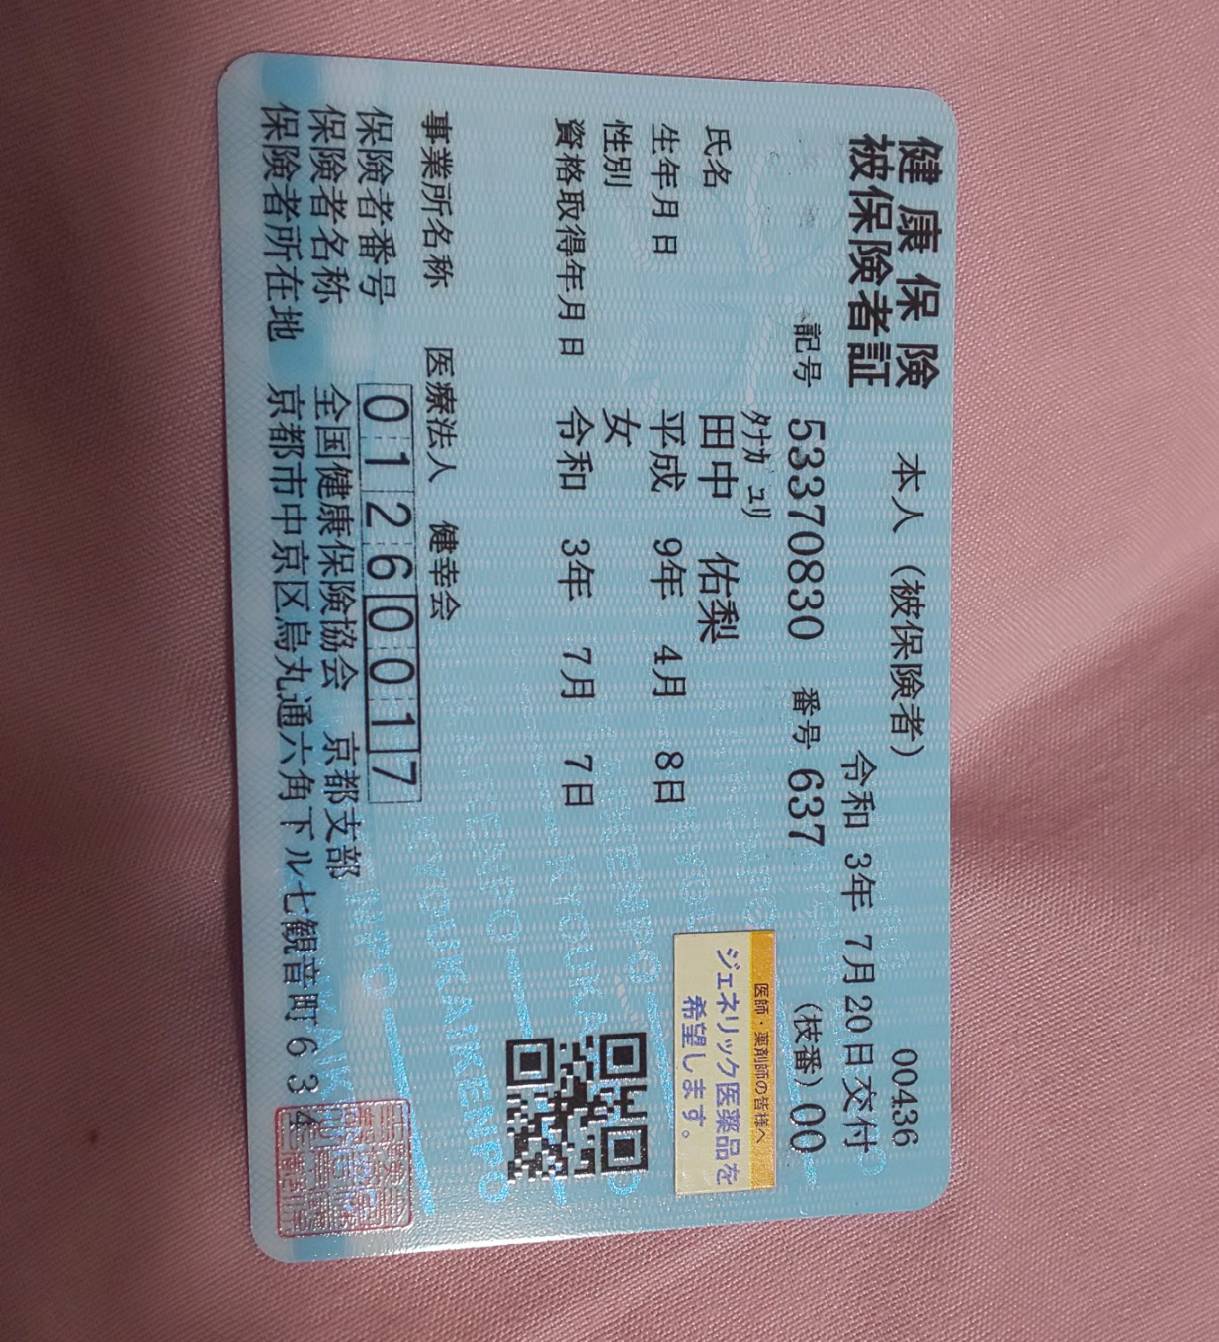 健康保険 本人（被保険者） 00436
被保険者証 令和 3年 7月20日交付
記号 53370830 番号 637 (枝番) 00
ﾀﾅｶ ﾕﾘ
氏名 田中 佑梨
生年月日 平成 9年 4月 8日
性別 女
資格取得年月日 令和 3年 7月 7日
医師・薬剤師の皆様へ
ジェネリック医薬品を
希望します。
事業所名称 医療法人 健幸会
保険者番号 01260017
保険者名称 全国健康保険協会 京都支部
保険者所在地 京都市中京区烏丸通六角下ル七観音町634
KYOUKAIKENPO